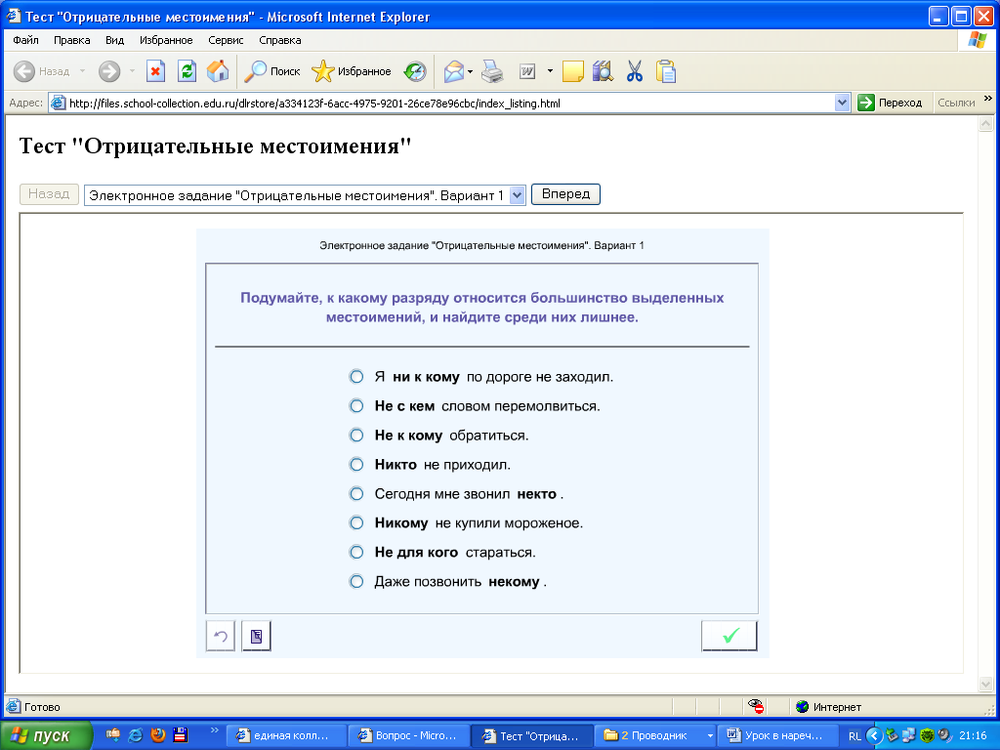 Тест "Отрицательные местоимения" - Microsoft Internet Explorer
Файл Правка Вид Избранное Сервис Справка
Назад Поиск Избранное
Адрес: http://files.school-collection.edu.ru/dlrstore/a334123f-6acc-4975-9201-26ce78e96cbc/index_listing.html Переход Ссылки »
Тест "Отрицательные местоимения"
Назад Электронное задание "Отрицательные местоимения". Вариант 1 Вперед
Электронное задание "Отрицательные местоимения". Вариант 1
Подумайте, к какому разряду относится большинство выделенных
местоимений, и найдите среди них лишнее.
Я ни к кому по дороге не заходил.
Не с кем словом перемолвиться.
Не к кому обратиться.
Никто не приходил.
Сегодня мне звонил некто .
Никому не купили мороженое.
Не для кого стараться.
Даже позвонить некому .
Готово Интернет
пуск » единая колл... Вопрос - Micro... Тест "Отрица... 2 Проводник Урок в нареч... RL 21:16